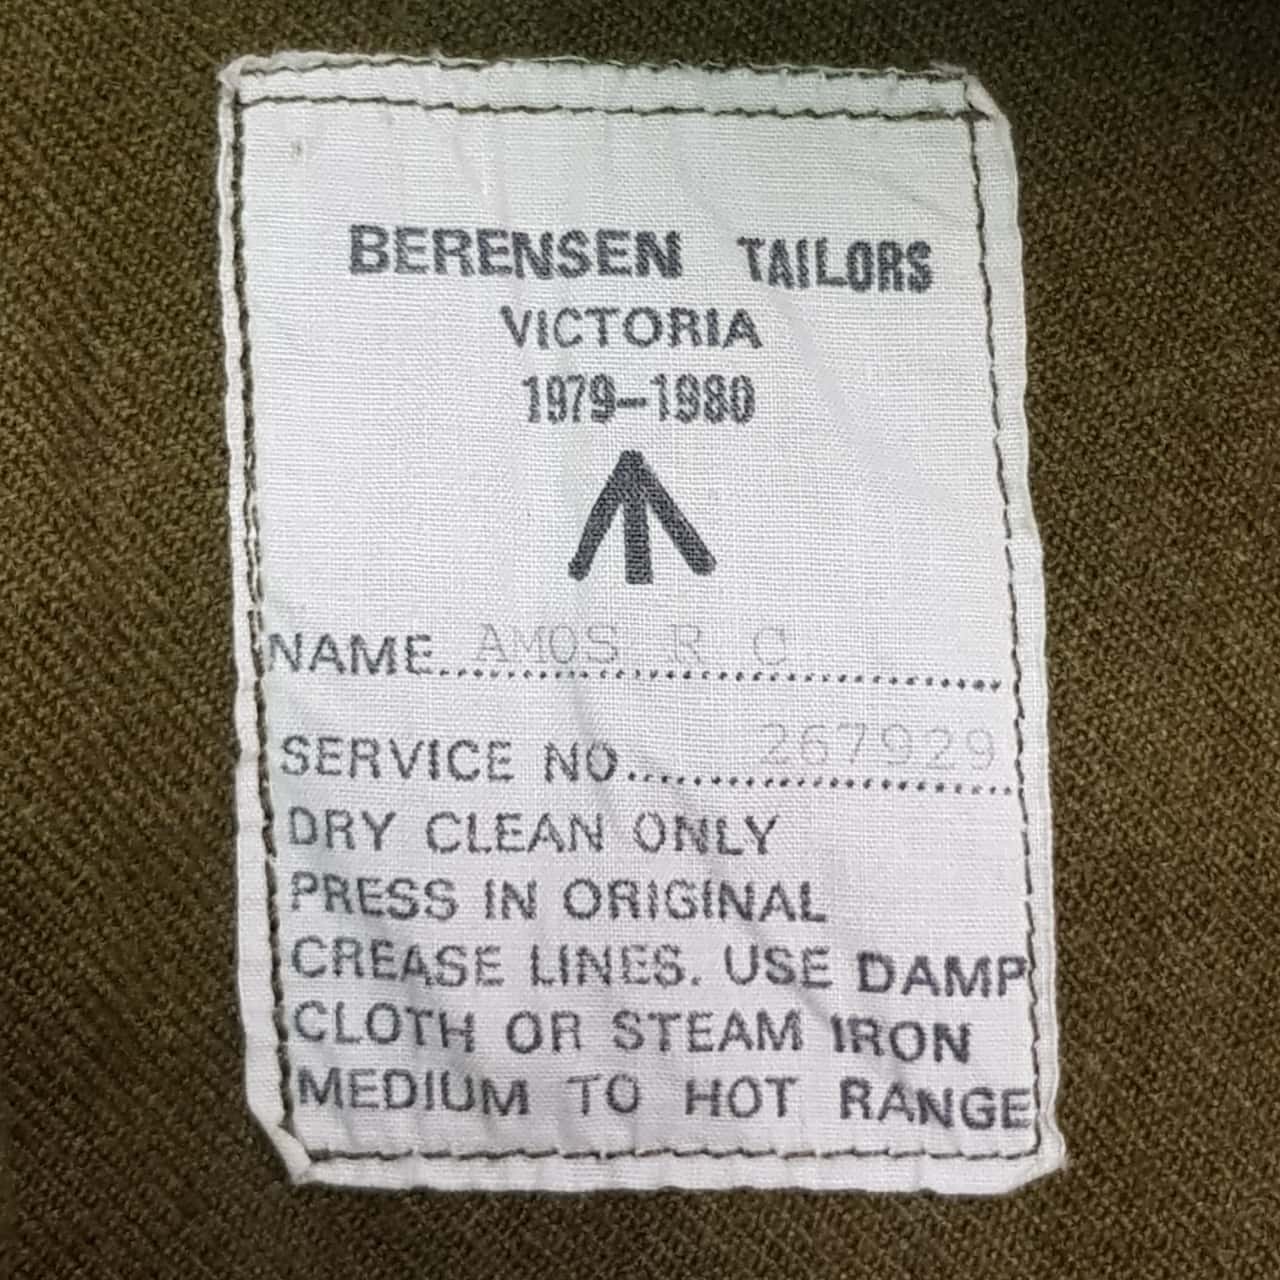 BERENSEN TAILORS
VICTORIA
1979–1980
NAME....AMOS R C....
SERVICE NO....267929
DRY CLEAN ONLY
PRESS IN ORIGINAL
CREASE LINES. USE DAMP
CLOTH OR STEAM IRON
MEDIUM TO HOT RANGE